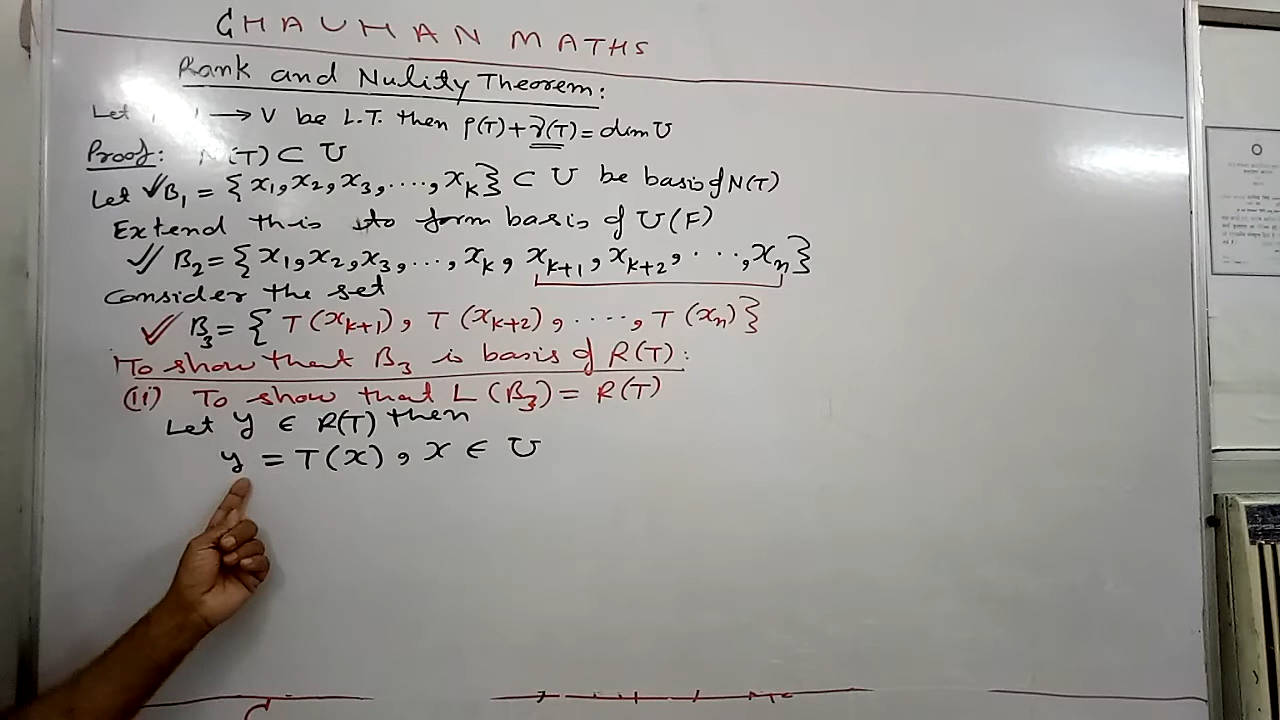 CHAUHAN MATHS
Rank and Nulity Theorem:
Let → V be L.T. then ρ(T)+𝜈(T)= dim U
Proof: N(T) ⊂ U
Let ✓B₁ = {x₁, x₂, x₃, ...., xₖ} ⊂ U be basis of N(T)
Extend this to form basis of U(F)
✓ B₂ = {x₁, x₂, x₃, ..., xₖ, xₖ₊₁, xₖ₊₂, ...., xₙ}
Consider the set
✓ B₃ = { T(xₖ₊₁), T(xₖ₊₂), ...., T(xₙ)}
To show that B₃ is basis of R(T):
(ii) To show that L(B₃) = R(T)
Let y ∈ R(T) then
y = T(x), x ∈ U